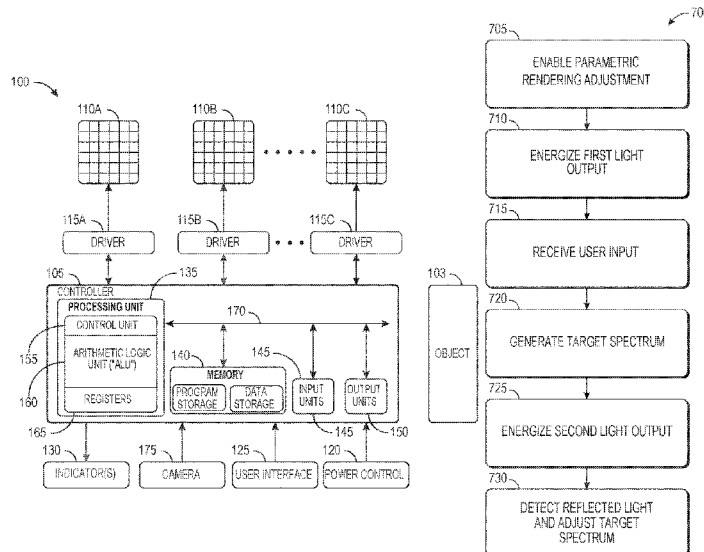 100
110A
110B
110C
115A
DRIVER
115B
DRIVER
115C
DRIVER
105
CONTROLLER
135
PROCESSING UNIT
CONTROL UNIT
155
ARITHMETIC LOGIC
UNIT ("ALU")
160
REGISTERS
165
170
140
MEMORY
PROGRAM
STORAGE
DATA
STORAGE
145
INPUT
UNITS
145
OUTPUT
UNITS
150
130
INDICATOR(S)
175
CAMERA
125
USER INTERFACE
120
POWER CONTROL
103
OBJECT
70
705
ENABLE PARAMETRIC
RENDERING ADJUSTMENT
710
ENERGIZE FIRST LIGHT
OUTPUT
715
RECEIVE USER INPUT
720
GENERATE TARGET SPECTRUM
725
ENERGIZE SECOND LIGHT OUTPUT
730
DETECT REFLECTED LIGHT
AND ADJUST TARGET
SPECTRUM